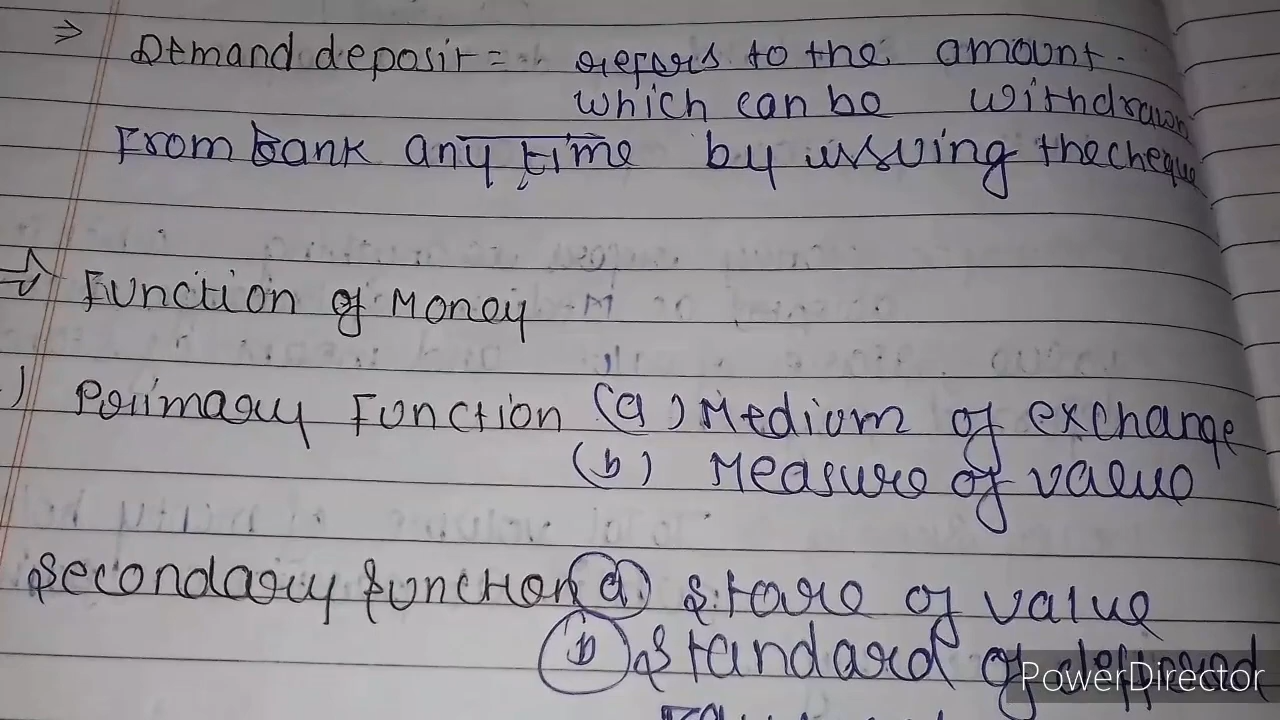 ⇒ Demand deposit = refers to the amount.
which can be withdrawn
From bank any time by issuing the cheque
⇒ Function of Money
) Primary Function (a) Medium of exchange
(b) Measure of value
Secondary function (a) Store of value
(b) Standard of deffered
PowerDirector